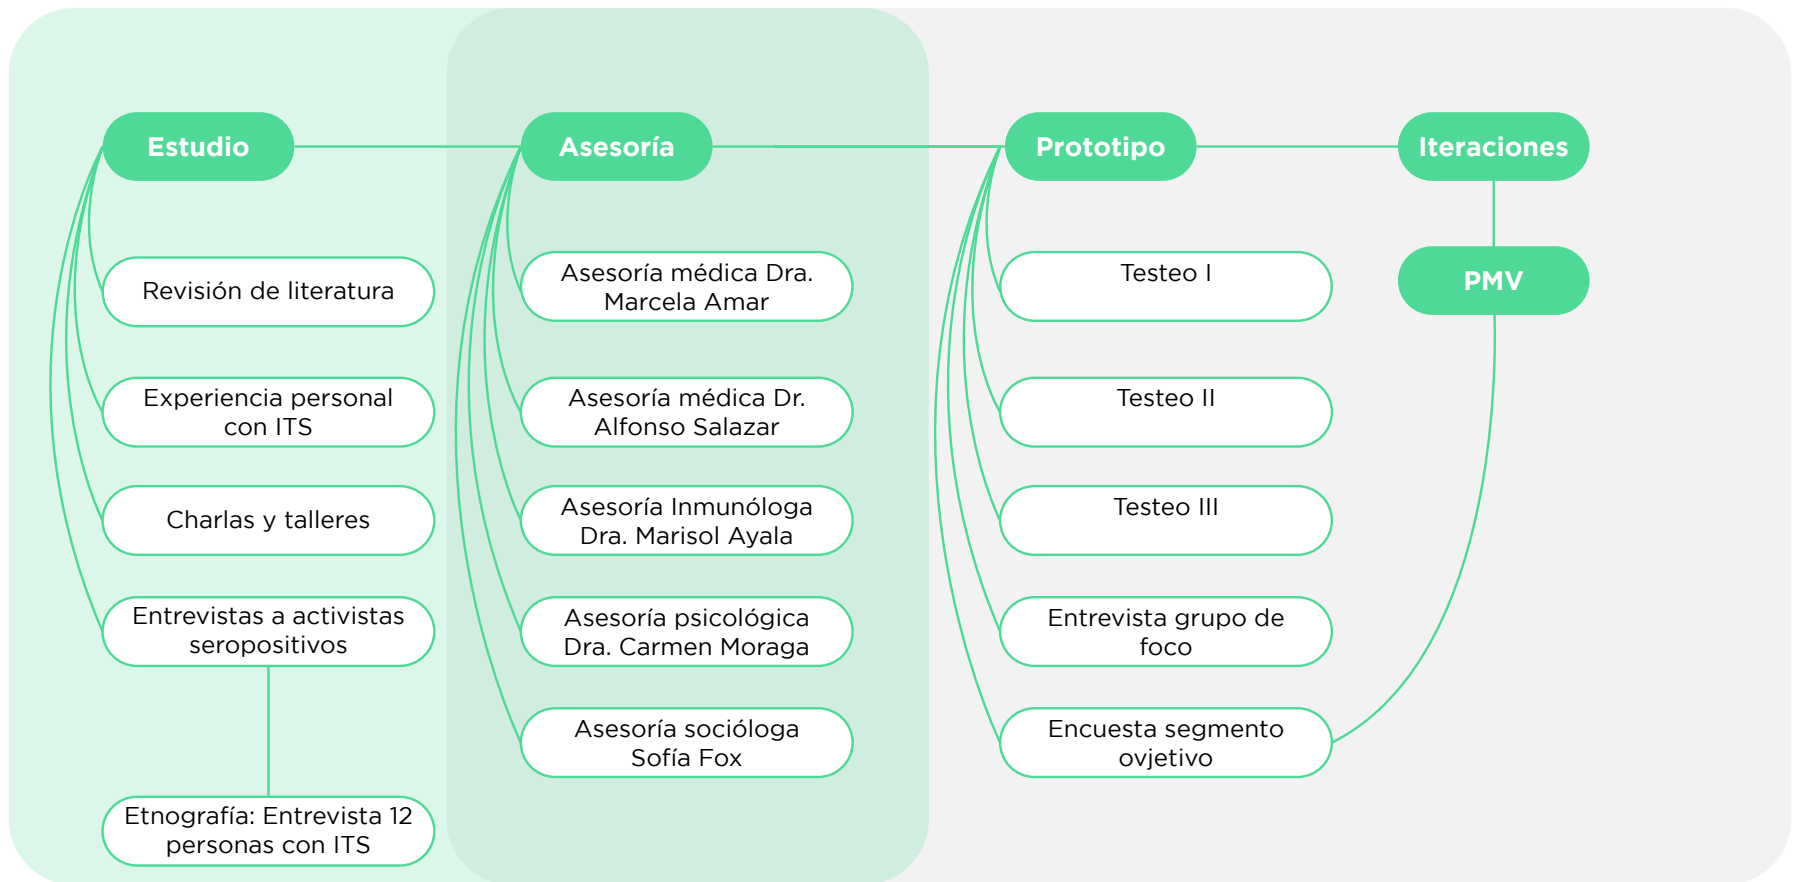 Estudio
Asesoría
Prototipo
Iteraciones
Revisión de literatura
Experiencia personal
con ITS
Charlas y talleres
Entrevistas a activistas
seropositivos
Etnografía: Entrevista 12
personas con ITS
Asesoría médica Dra.
Marcela Amar
Asesoría médica Dr.
Alfonso Salazar
Asesoría Inmunóloga
Dra. Marisol Ayala
Asesoría psicológica
Dra. Carmen Moraga
Asesoría socióloga
Sofía Fox
Testeo I
Testeo II
Testeo III
Entrevista grupo de
foco
Encuesta segmento
ovjetivo
PMV